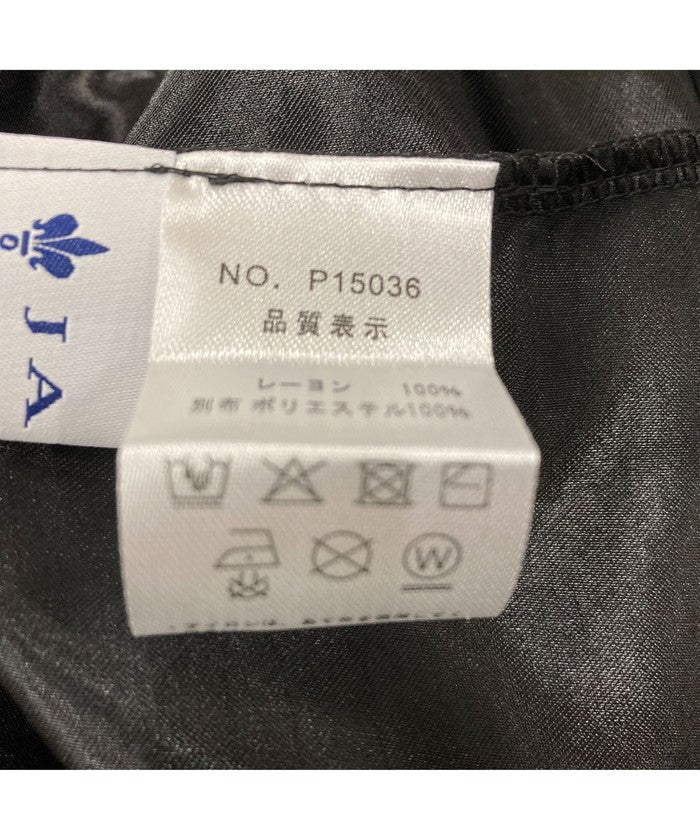 NO. P15036
品質表示
レーヨン 100%
別布 ポリエステル100%
W
JA